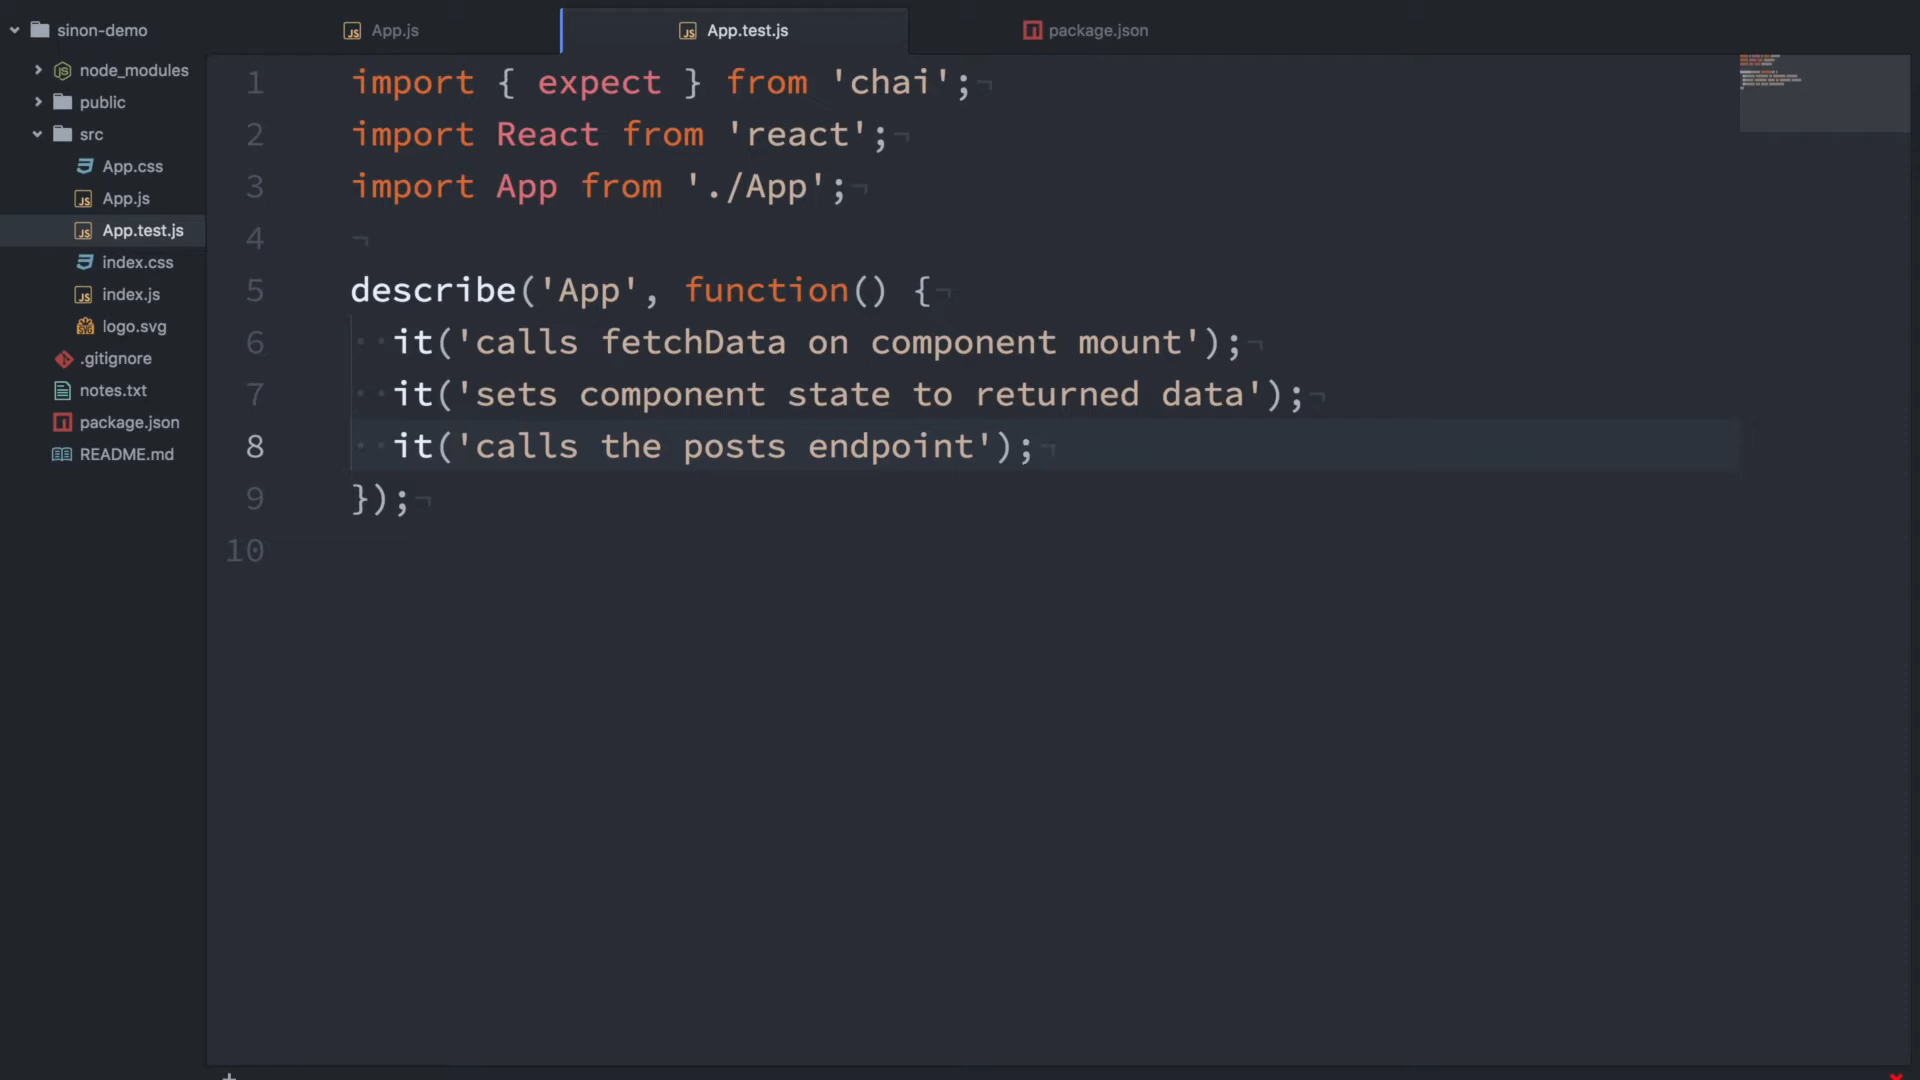 sinon-demo
node_modules
public
src
App.css
App.js
App.test.js
index.css
index.js
logo.svg
.gitignore
notes.txt
package.json
README.md
App.js
App.test.js
package.json
1 import { expect } from 'chai';¬
2 import React from 'react';¬
3 import App from './App';¬
4 ¬
5 describe('App', function() {¬
6 ··it('calls fetchData on component mount');¬
7 ··it('sets component state to returned data');¬
8 ··it('calls the posts endpoint');¬
9 });¬
10